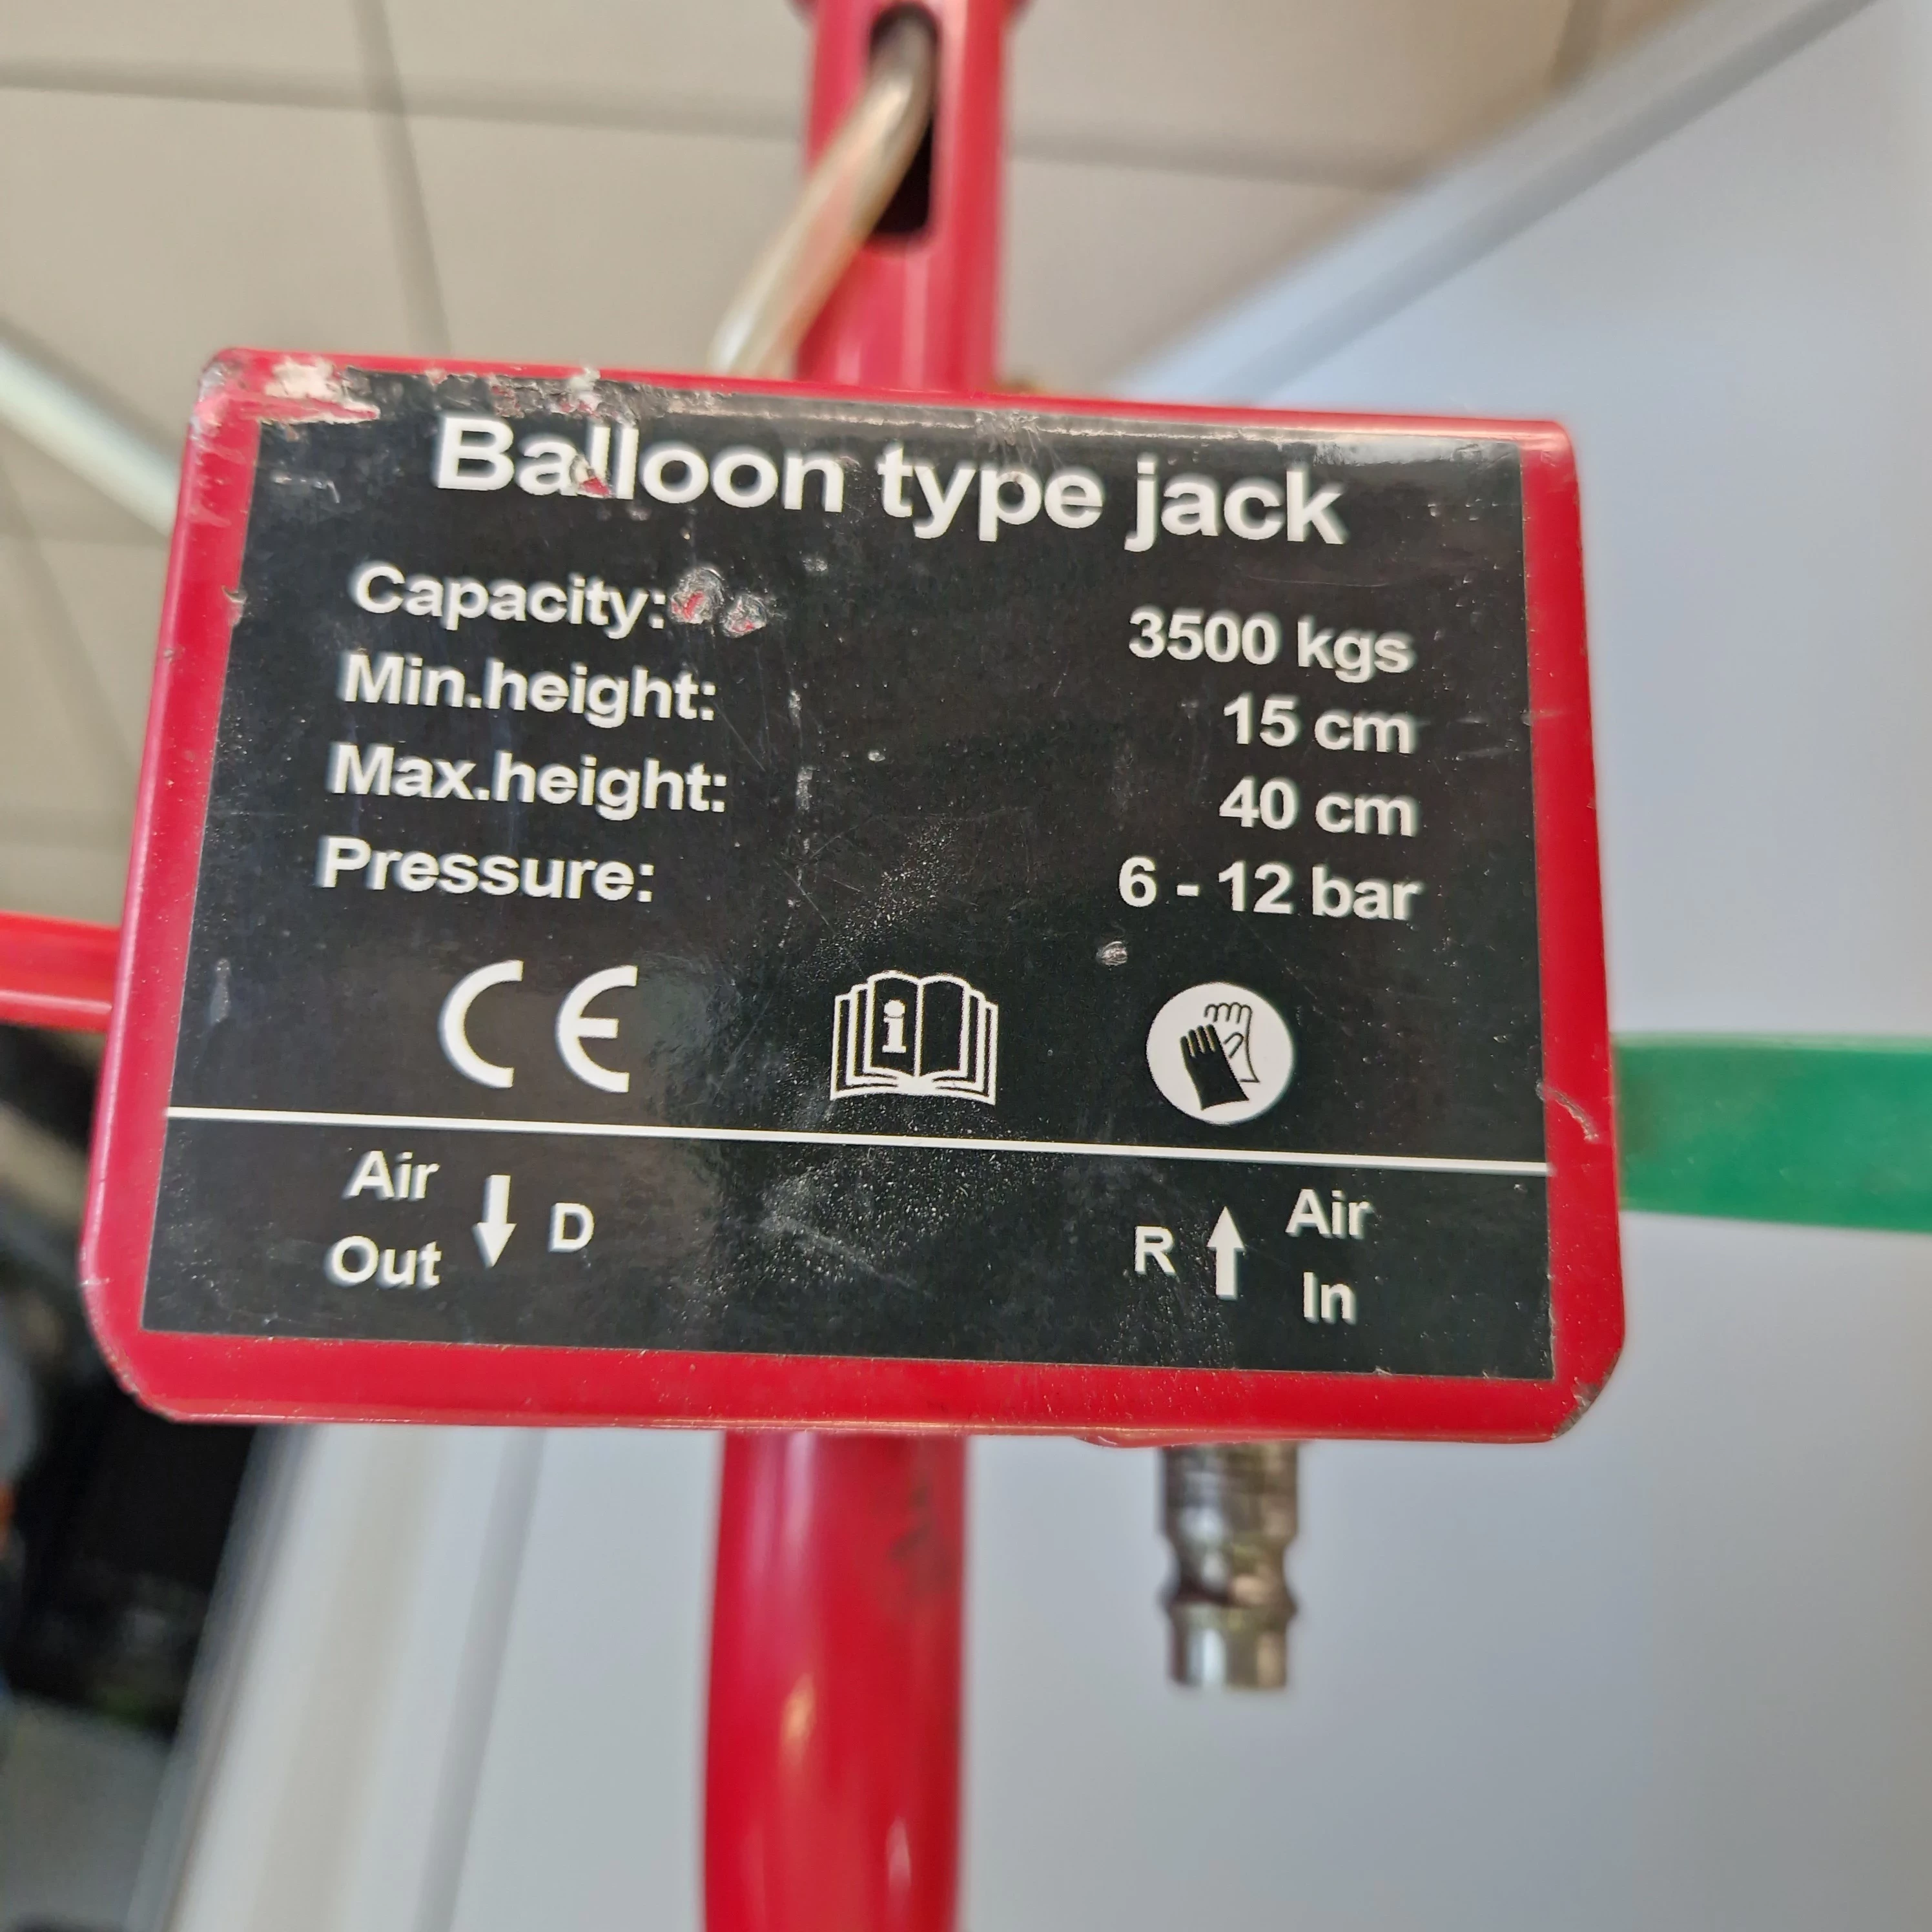 Balloon type jack
Capacity: 3500 kgs
Min.height: 15 cm
Max.height: 40 cm
Pressure: 6 - 12 bar
CE i
Air Out D R Air In